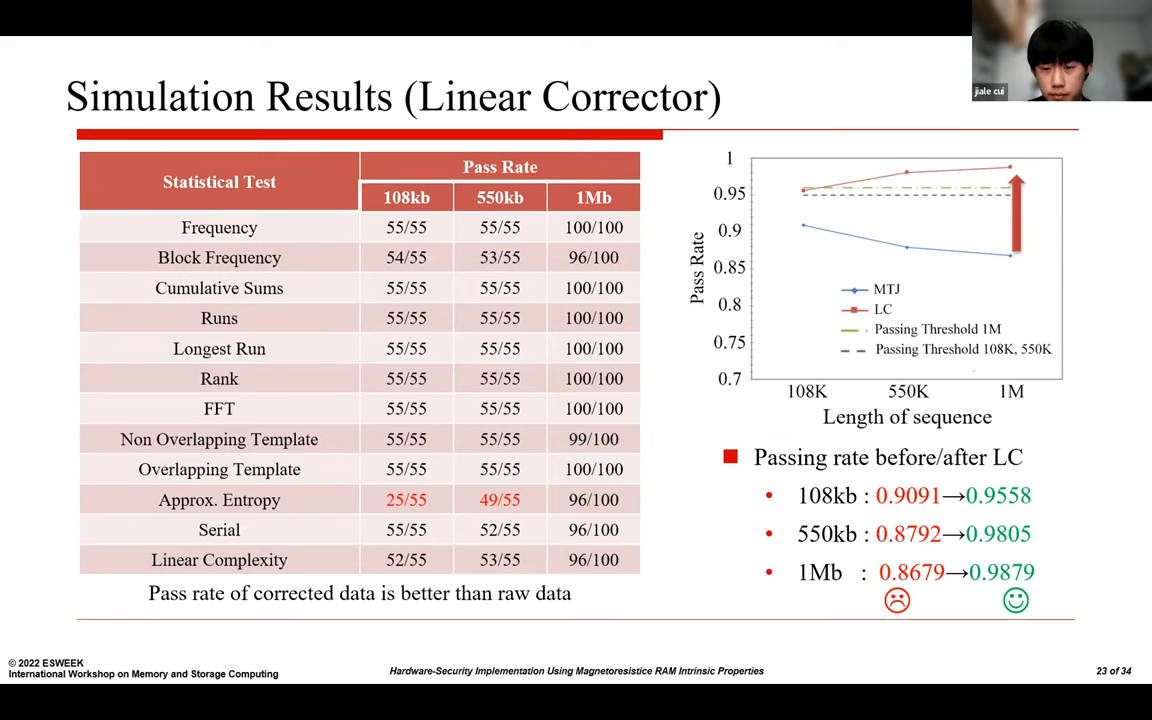 jiale cui
Simulation Results (Linear Corrector)
Statistical Test
Pass Rate
108kb 550kb 1Mb
Frequency 55/55 55/55 100/100
Block Frequency 54/55 53/55 96/100
Cumulative Sums 55/55 55/55 100/100
Runs 55/55 55/55 100/100
Longest Run 55/55 55/55 100/100
Rank 55/55 55/55 100/100
FFT 55/55 55/55 100/100
Non Overlapping Template 55/55 55/55 99/100
Overlapping Template 55/55 55/55 100/100
Approx. Entropy 25/55 49/55 96/100
Serial 55/55 52/55 96/100
Linear Complexity 52/55 53/55 96/100
Pass rate of corrected data is better than raw data
Pass Rate
1
0.95
0.9
0.85
0.8
0.75
0.7
MTJ
LC
Passing Threshold 1M
Passing Threshold 108K, 550K
108K 550K 1M
Length of sequence
Passing rate before/after LC
• 108kb : 0.9091→0.9558
• 550kb : 0.8792→0.9805
• 1Mb : 0.8679→0.9879
© 2022 ESWEEK
International Workshop on Memory and Storage Computing
Hardware-Security Implementation Using Magnetoresistice RAM Intrinsic Properties
23 of 34